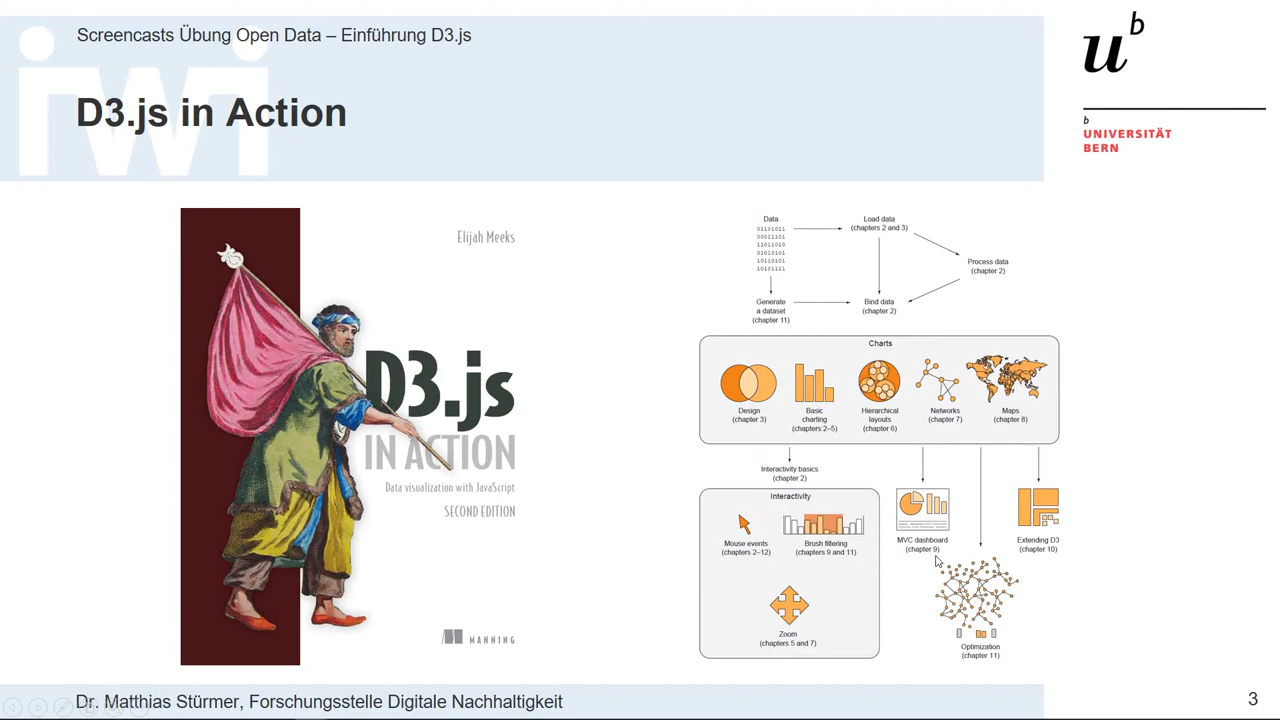 Screencasts Übung Open Data – Einführung D3.js
D3.js in Action
u
b
b
UNIVERSITÄT
BERN
Elijah Meeks
D3.js
IN ACTION
Data visualization with JavaScript
SECOND EDITION
MANNING
Data
01101011
00011101
11011010
01010101
10110101
10101111
Load data
(chapters 2 and 3)
Process data
(chapter 2)
Generate
a dataset
(chapter 11)
Bind data
(chapter 2)
Charts
Design
(chapter 3)
Basic
charting
(chapters 2–5)
Hierarchical
layouts
(chapter 6)
Networks
(chapter 7)
Maps
(chapter 8)
Interactivity basics
(chapter 2)
Interactivity
Mouse events
(chapters 2–12)
Brush filtering
(chapters 9 and 11)
Zoom
(chapters 5 and 7)
MVC dashboard
(chapter 9)
Extending D3
(chapter 10)
Optimization
(chapter 11)
Dr. Matthias Stürmer, Forschungsstelle Digitale Nachhaltigkeit
3